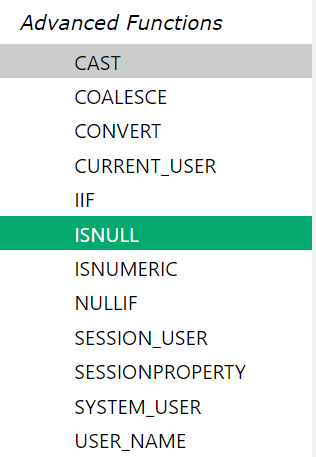 Advanced Functions
CAST
COALESCE
CONVERT
CURRENT_USER
IIF
ISNULL
ISNUMERIC
NULLIF
SESSION_USER
SESSIONPROPERTY
SYSTEM_USER
USER_NAME